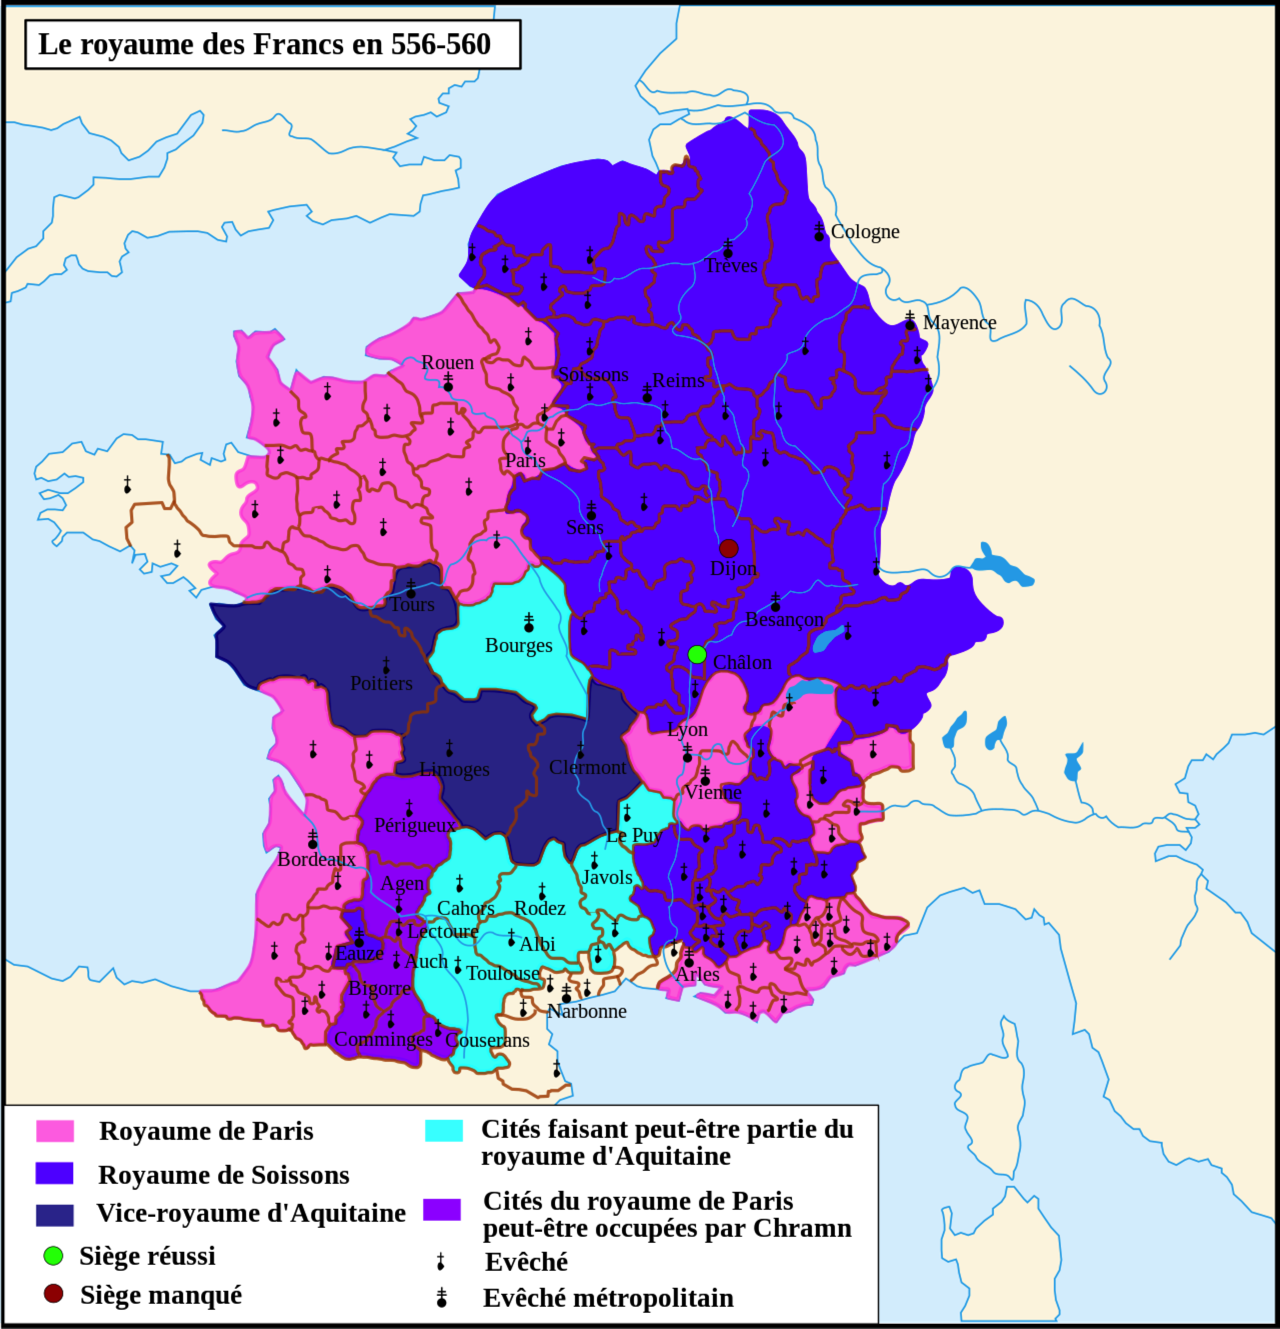 Le royaume des Francs en 556-560
Cologne
Trèves
Mayence
Rouen
Soissons
Reims
Paris
Sens
Dijon
Tours
Besançon
Bourges
Châlon
Poitiers
Lyon
Limoges
Clermont
Vienne
Périgueux
Le Puy
Bordeaux
Javols
Agen
Cahors
Rodez
Lectoure
Albi
Eauze
Auch
Toulouse
Arles
Bigorre
Narbonne
Comminges
Couserans
Royaume de Paris
Royaume de Soissons
Vice-royaume d'Aquitaine
Siège réussi
Siège manqué
Cités faisant peut-être partie du
royaume d'Aquitaine
Cités du royaume de Paris
peut-être occupées par Chramn
Evêché
Evêché métropolitain